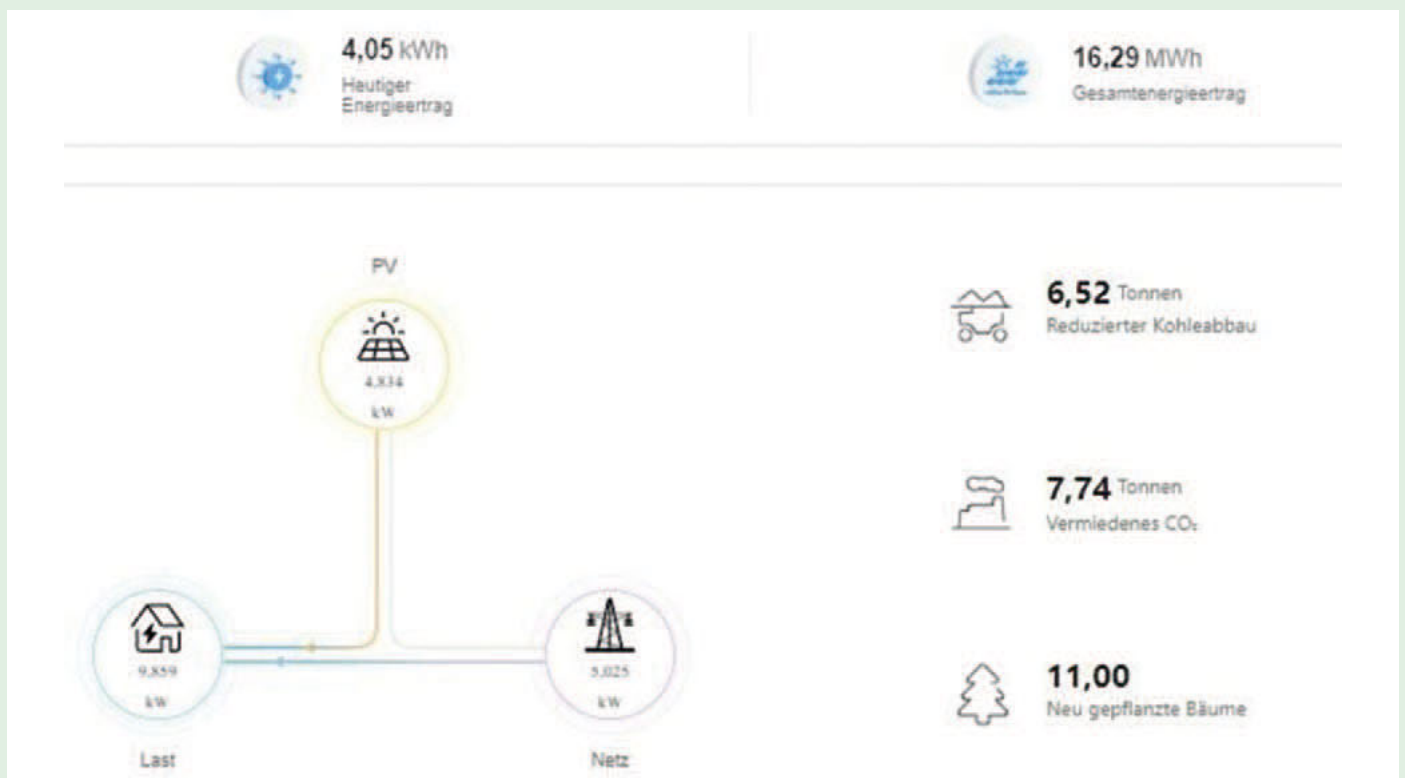 4,05 kWh
Heutiger
Energieertrag
16,29 MWh
Gesamtenergieertrag
PV
4,834
kW
9,859
kW
Last
5,025
kW
Netz
6,52 Tonnen
Reduzierter Kohleabbau
7,74 Tonnen
Vermiedenes CO₂
11,00
Neu gepflanzte Bäume